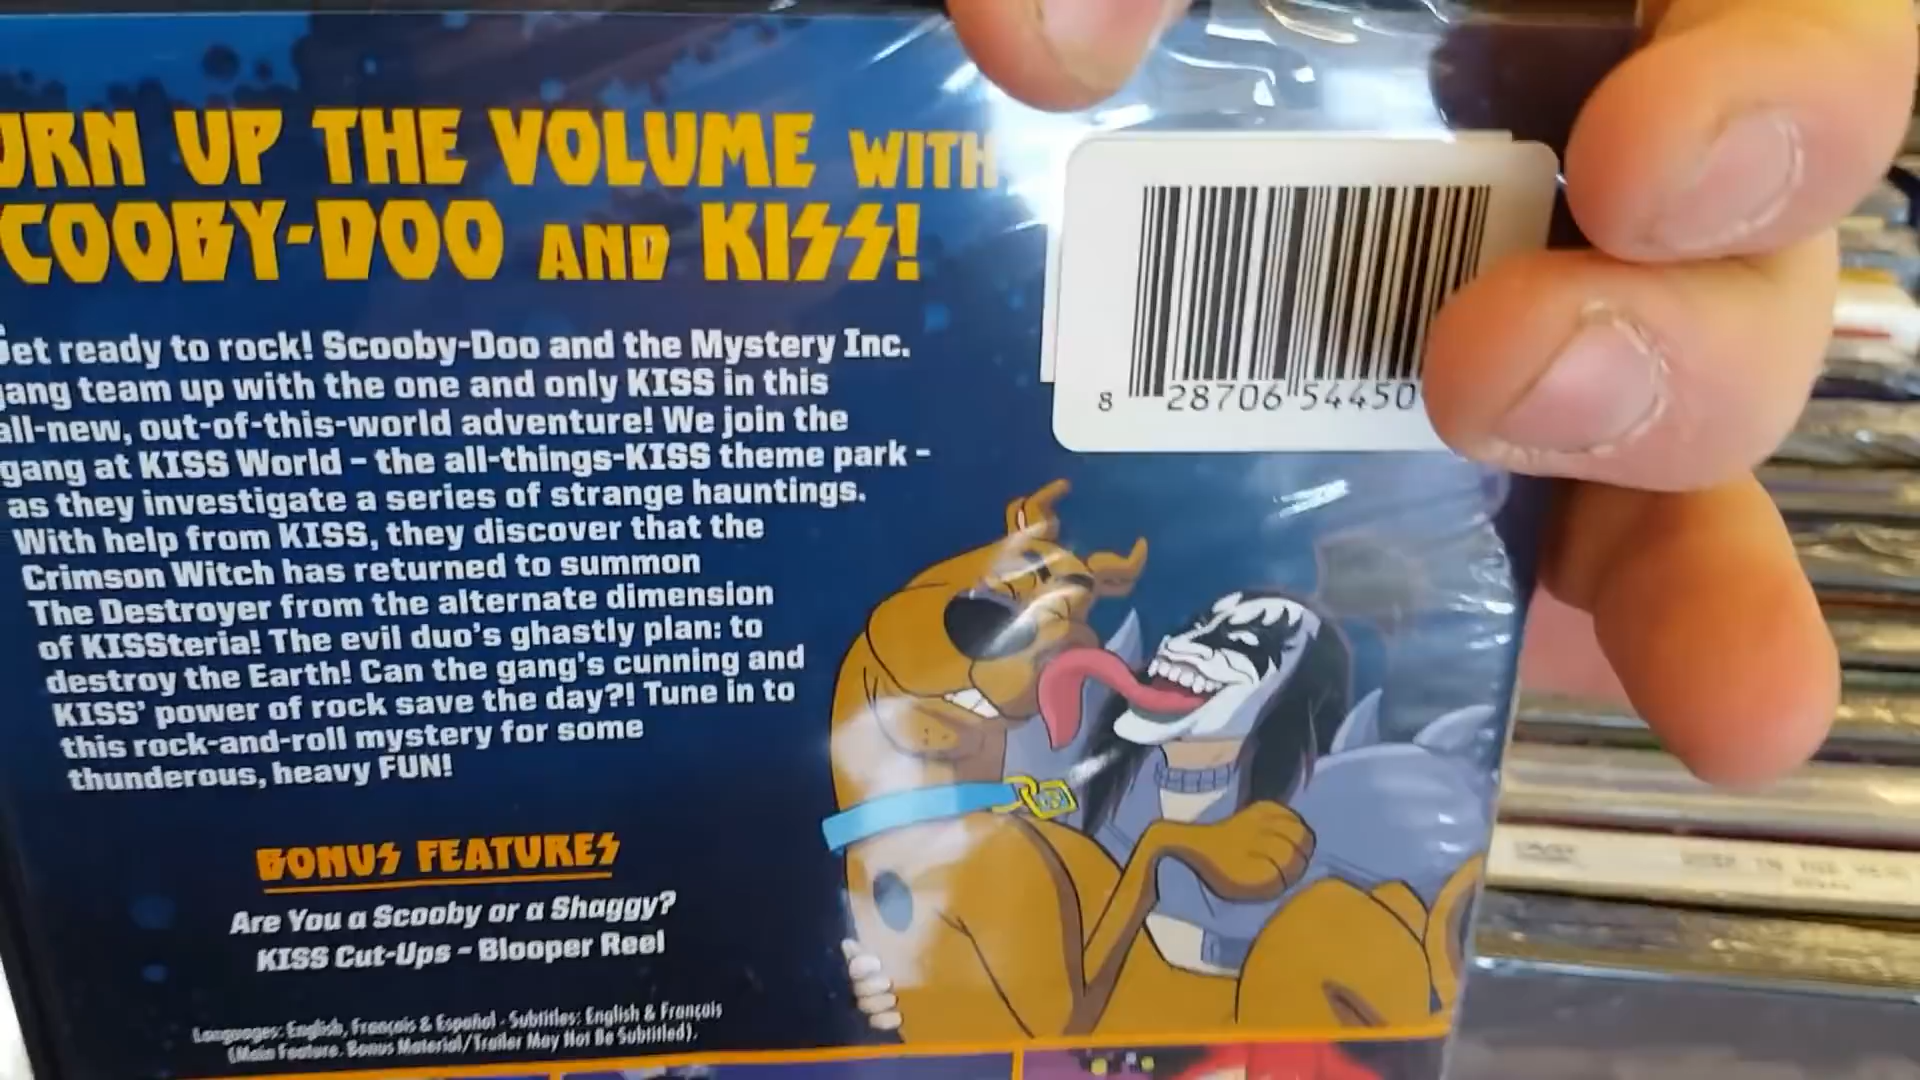 URN UP THE VOLUME WITH
COOBY-DOO AND KISS!
Get ready to rock! Scooby-Doo and the Mystery Inc.
gang team up with the one and only KISS in this
all-new, out-of-this-world adventure! We join the
gang at KISS World – the all-things-KISS theme park –
as they investigate a series of strange hauntings.
With help from KISS, they discover that the
Crimson Witch has returned to summon
The Destroyer from the alternate dimension
of KISSteria! The evil duo's ghastly plan: to
destroy the Earth! Can the gang's cunning and
KISS' power of rock save the day?! Tune in to
this rock-and-roll mystery for some
thunderous, heavy FUN!
BONUS FEATURES
Are You a Scooby or a Shaggy?
KISS Cut-Ups – Blooper Reel
Languages: English, Français & Español - Subtitles: English & Français
(Main Feature. Bonus Material/Trailer May Not Be Subtitled).
8 28706 54450